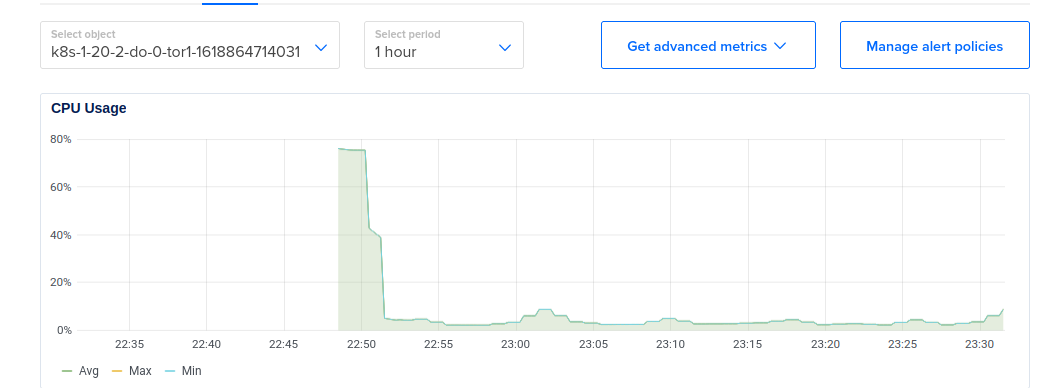 Select object
k8s-1-20-2-do-0-tor1-1618864714031
Select period
1 hour
Get advanced metrics
Manage alert policies
CPU Usage
80%
60%
40%
20%
0%
22:35 22:40 22:45 22:50 22:55 23:00 23:05 23:10 23:15 23:20 23:25 23:30
Avg Max Min